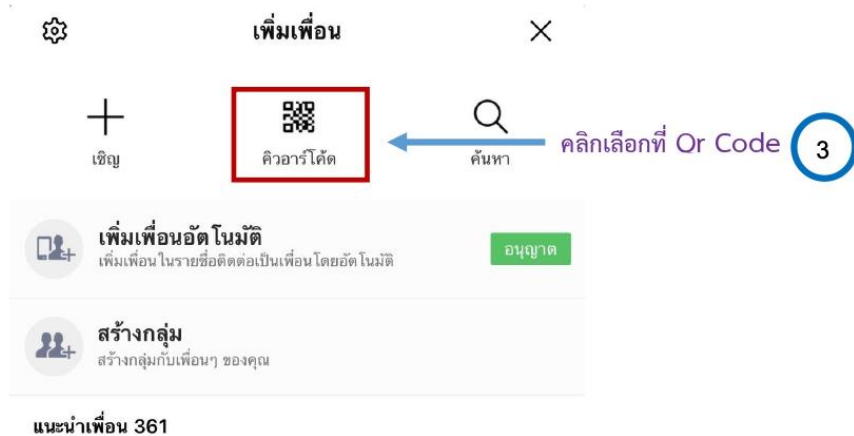 เพิ่มเพื่อน
เชิญ
คิวอาร์โค้ด
ค้นหา
คลิกเลือกที่ Or Code
3
เพิ่มเพื่อนอัตโนมัติ
เพิ่มเพื่อนในรายชื่อติดต่อเป็นเพื่อนโดยอัตโนมัติ
อนุญาต
สร้างกลุ่ม
สร้างกลุ่มกับเพื่อนๆ ของคุณ
แนะนำเพื่อน 361